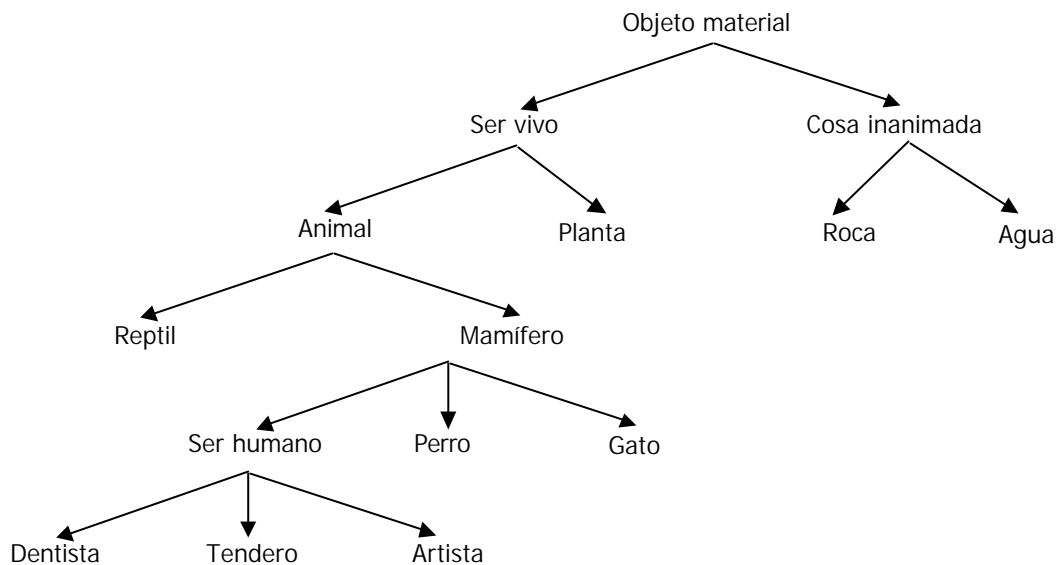 Objeto material
Ser vivo
Cosa inanimada
Animal
Planta
Roca
Agua
Reptil
Mamífero
Ser humano
Perro
Gato
Dentista
Tendero
Artista